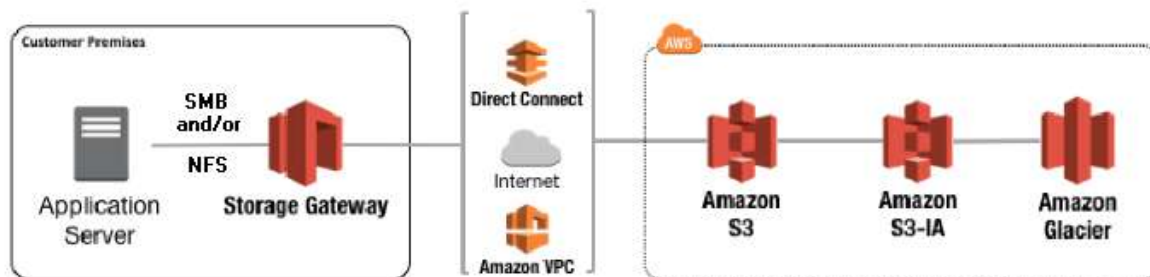 Customer Premises
SMB
and/or
NFS
Application
Server
Storage Gateway
Direct Connect
Internet
Amazon VPC
AWS
Amazon
S3
Amazon
S3-IA
Amazon
Glacier